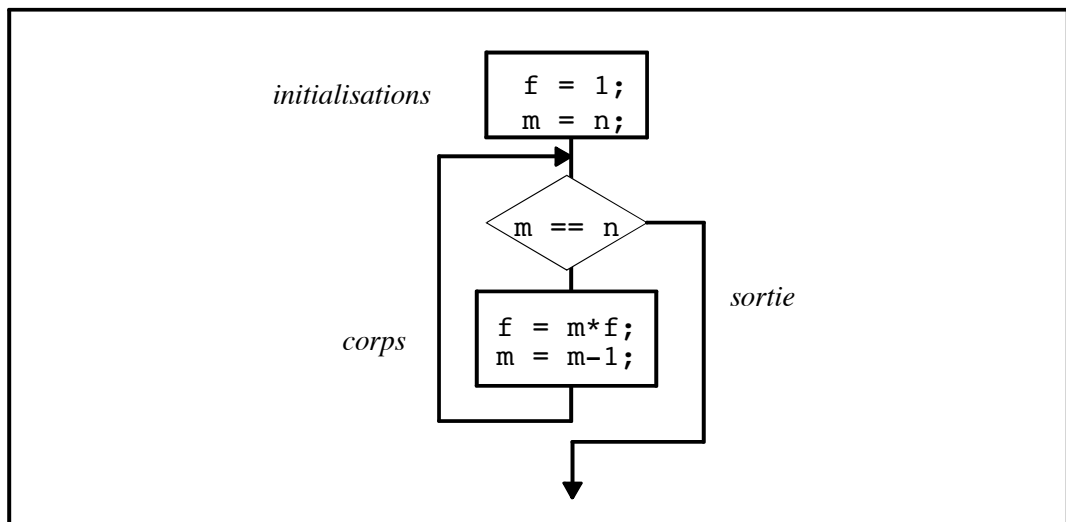 initialisations
f = 1;
m = n;
m == n
sortie
corps
f = m*f;
m = m-1;